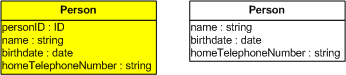 Person
personID : ID
name : string
birthdate : date
homeTelephoneNumber : string
Person
name : string
birthdate : date
homeTelephoneNumber : string